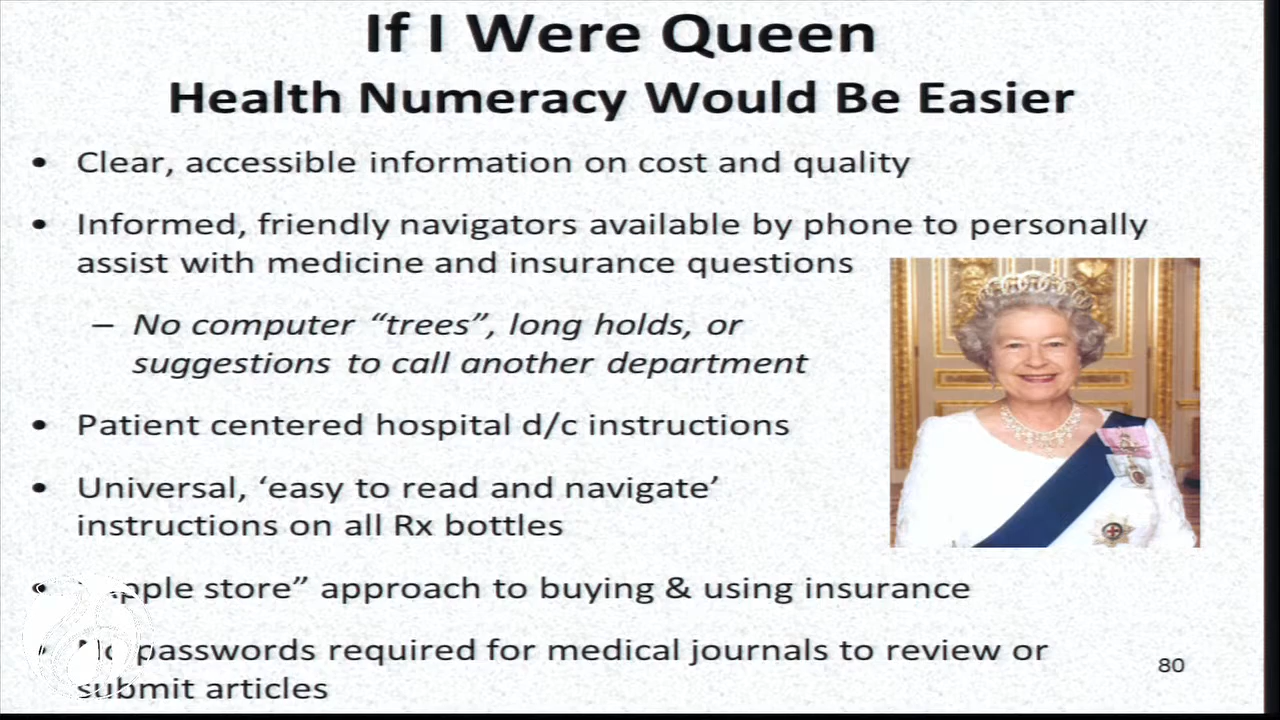 If I Were Queen
Health Numeracy Would Be Easier
• Clear, accessible information on cost and quality
• Informed, friendly navigators available by phone to personally
assist with medicine and insurance questions
– No computer “trees”, long holds, or
suggestions to call another department
• Patient centered hospital d/c instructions
• Universal, ‘easy to read and navigate’
instructions on all Rx bottles
• “Apple store” approach to buying & using insurance
• No passwords required for medical journals to review or
submit articles
80